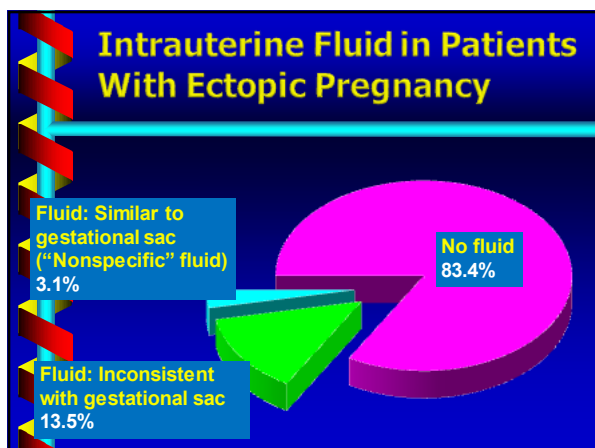 Intrauterine Fluid in Patients
With Ectopic Pregnancy
Fluid: Similar to
gestational sac
(“Nonspecific” fluid)
3.1%
No fluid
83.4%
Fluid: Inconsistent
with gestational sac
13.5%